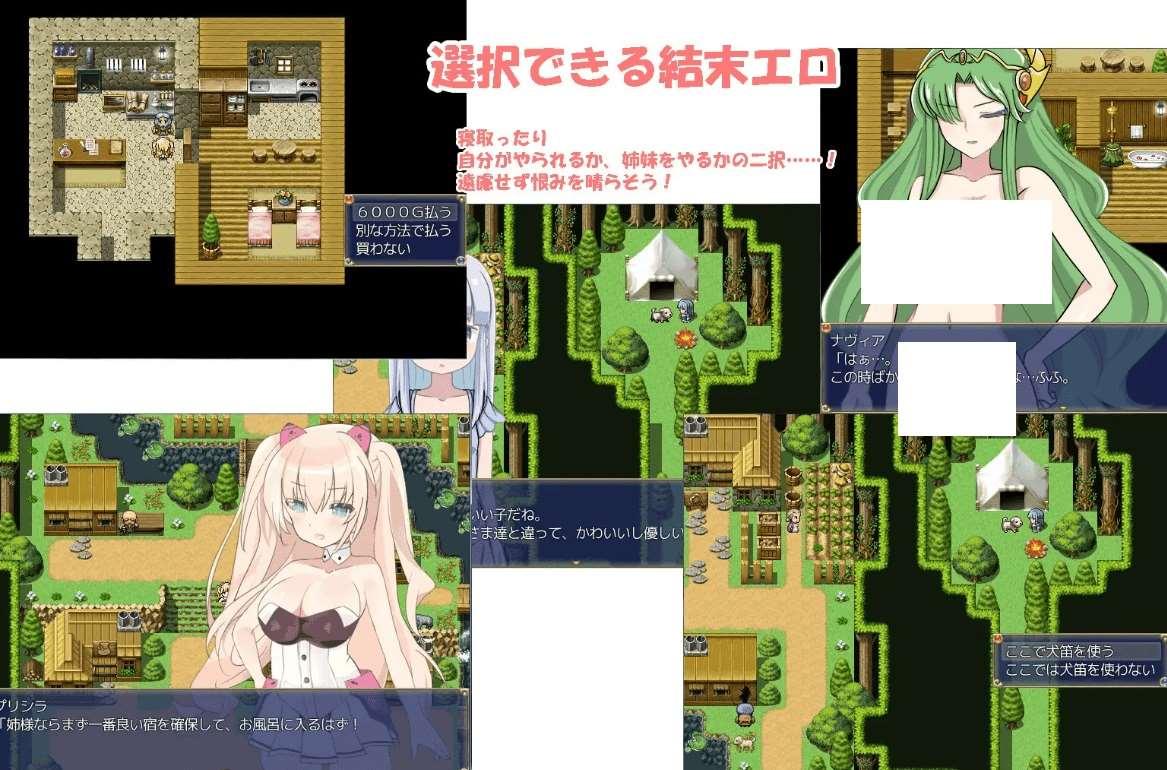 選択できる結末エロ
寝取ったり
自分がやられるか、姉妹をやるかの二択……！
遠慮せず恨みを晴らそう！
６０００Ｇ払う
別な方法で払う
買わない
ナヴィア
「はぁ…。
この時ばか
な…ふふ。
いい子だね。
さま達と違って、かわいいし優しい
ここで犬笛を使う
ここでは犬笛を使わない
プリシラ
「姉様ならまず一番良い宿を確保して、お風呂に入るはず！